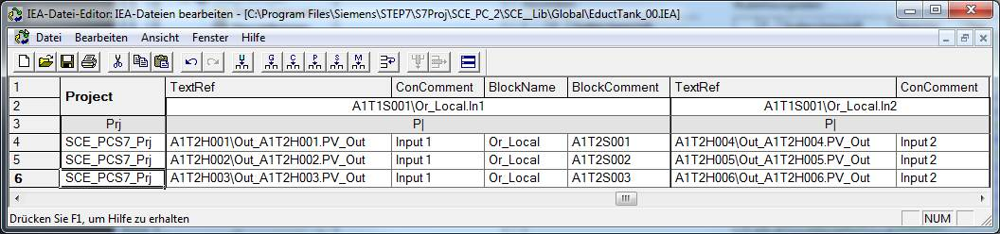 IEA-Datei-Editor: IEA-Dateien bearbeiten - [C:\Program Files\Siemens\STEP7\S7Proj\SCE_PC_2\SCE__Lib\Global\EductTank_00.IEA]
Datei Bearbeiten Ansicht Fenster Hilfe
U G C P S M
1 Project TextRef ConComment BlockName BlockComment TextRef ConComment
2 A1T1S001\Or_Local.In1 A1T1S001\Or_Local.In2
3 Prj P| P|
4 SCE_PCS7_Prj A1T2H001\Out_A1T2H001.PV_Out Input 1 Or_Local A1T2S001 A1T2H004\Out_A1T2H004.PV_Out Input 2
5 SCE_PCS7_Prj A1T2H002\Out_A1T2H002.PV_Out Input 1 Or_Local A1T2S002 A1T2H005\Out_A1T2H005.PV_Out Input 2
6 SCE_PCS7_Prj A1T2H003\Out_A1T2H003.PV_Out Input 1 Or_Local A1T2S003 A1T2H006\Out_A1T2H006.PV_Out Input 2
Drücken Sie F1, um Hilfe zu erhalten NUM